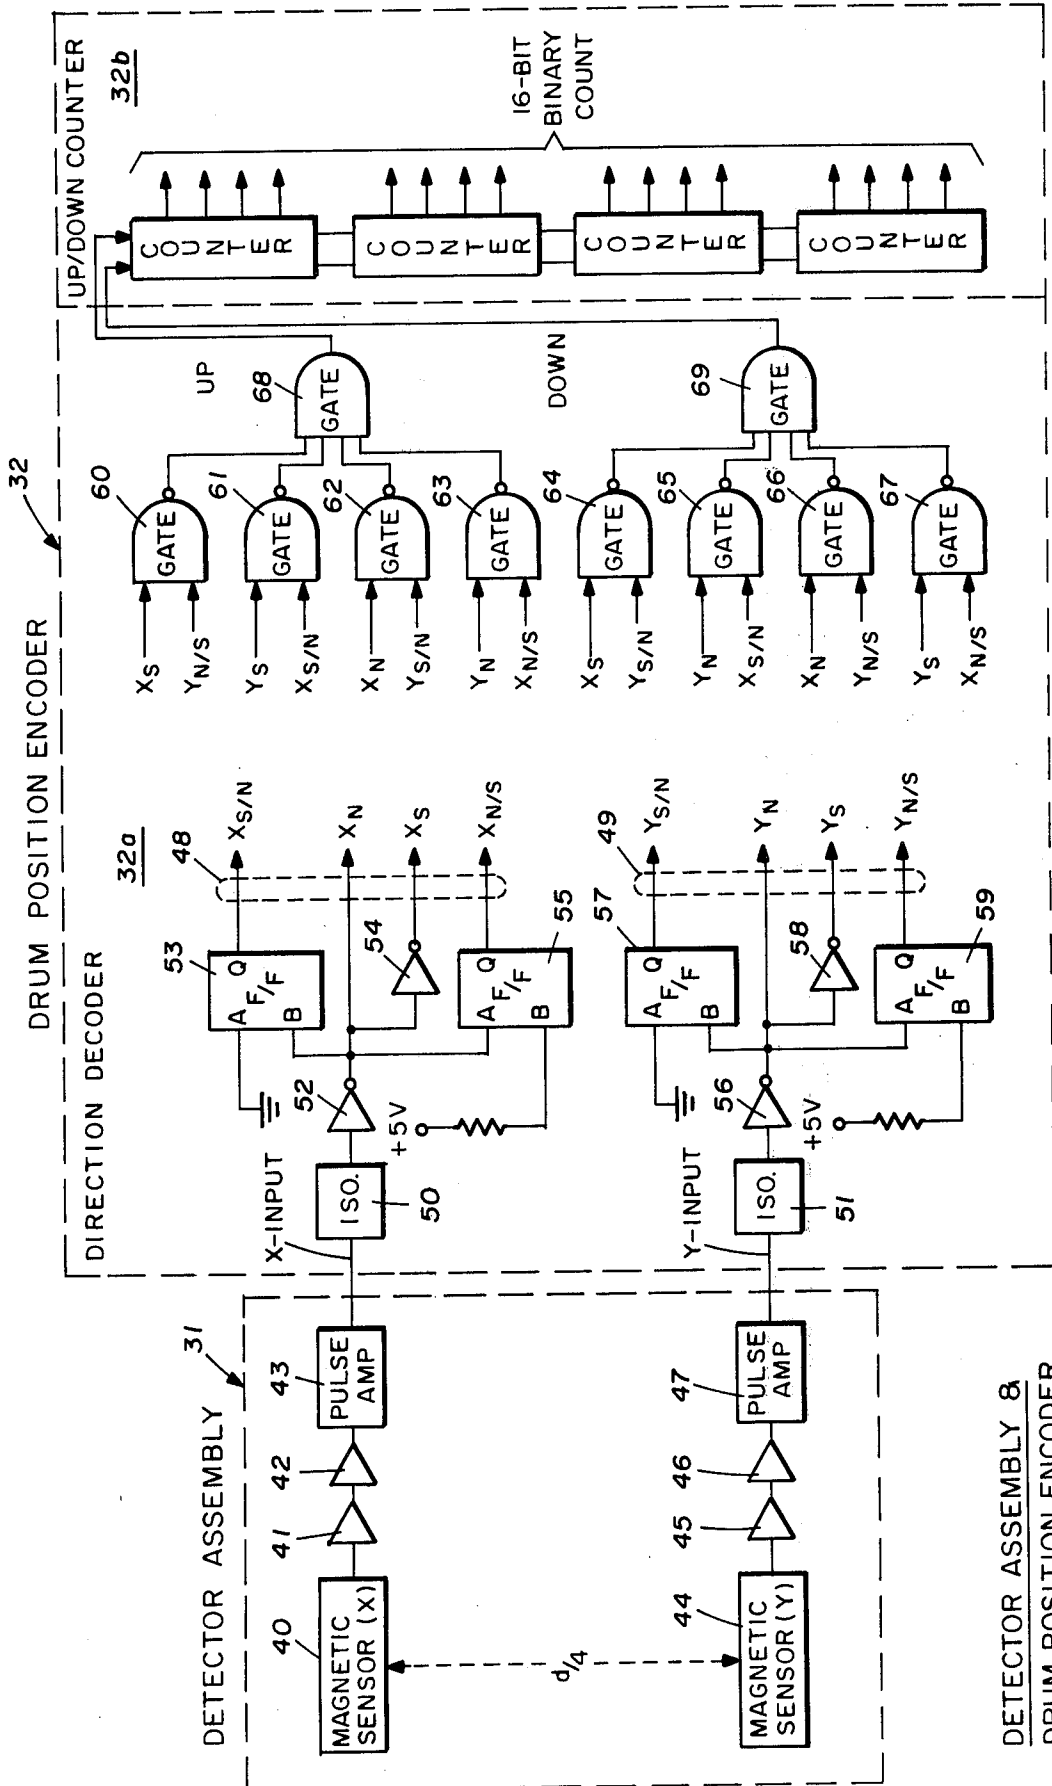 DRUM POSITION ENCODER
32
DETECTOR ASSEMBLY
31
40
MAGNETIC
SENSOR (X)
41
42
43
PULSE
AMP
d/4
44
MAGNETIC
SENSOR (Y)
45
46
47
PULSE
AMP
DIRECTION DECODER
32a
X-INPUT
ISO.
50
52
+5V
53
A
B
Q
F/F
54
55
A
B
Q
F/F
48
XS/N
XN
XS
XN/S
Y-INPUT
ISO.
51
56
+5V
57
A
B
Q
F/F
58
59
A
B
Q
F/F
49
YS/N
YN
YS
YN/S
XS
YN/S
60
GATE
YS
XS/N
61
GATE
XN
YS/N
62
GATE
YN
XN/S
63
GATE
XS
YS/N
64
GATE
YN
XS/N
65
GATE
XN
YN/S
66
GATE
YS
XN/S
67
GATE
UP
68
GATE
DOWN
69
GATE
UP/DOWN COUNTER
32b
COUNTER
COUNTER
COUNTER
COUNTER
16-BIT
BINARY
COUNT
DETECTOR ASSEMBLY &
DRUM POSITION ENCODER